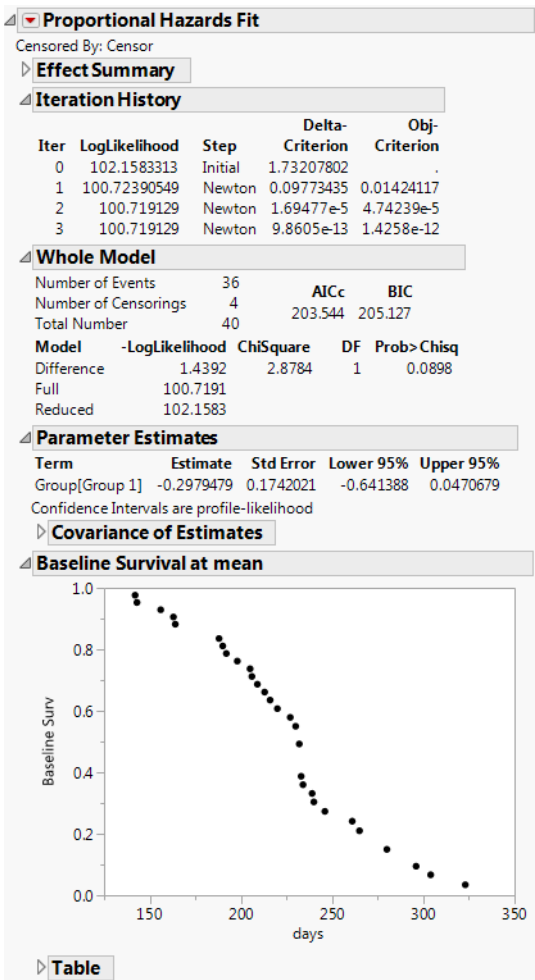 Proportional Hazards Fit
Censored By: Censor
Effect Summary
Iteration History
Delta- Obj-
Iter LogLikelihood Step Criterion Criterion
0 102.1583313 Initial 1.73207802 .
1 100.72390549 Newton 0.09773435 0.01424117
2 100.719129 Newton 1.69477e-5 4.74239e-5
3 100.719129 Newton 9.8605e-13 1.4258e-12
Whole Model
Number of Events 36
Number of Censorings 4
Total Number 40
AICc BIC
203.544 205.127
Model -LogLikelihood ChiSquare DF Prob>Chisq
Difference 1.4392 2.8784 1 0.0898
Full 100.7191
Reduced 102.1583
Parameter Estimates
Term Estimate Std Error Lower 95% Upper 95%
Group[Group 1] -0.2979479 0.1742021 -0.641388 0.0470679
Confidence Intervals are profile-likelihood
Covariance of Estimates
Baseline Survival at mean
1.0
0.8
0.6
0.4
0.2
0.0
Baseline Surv
150 200 250 300 350
days
Table